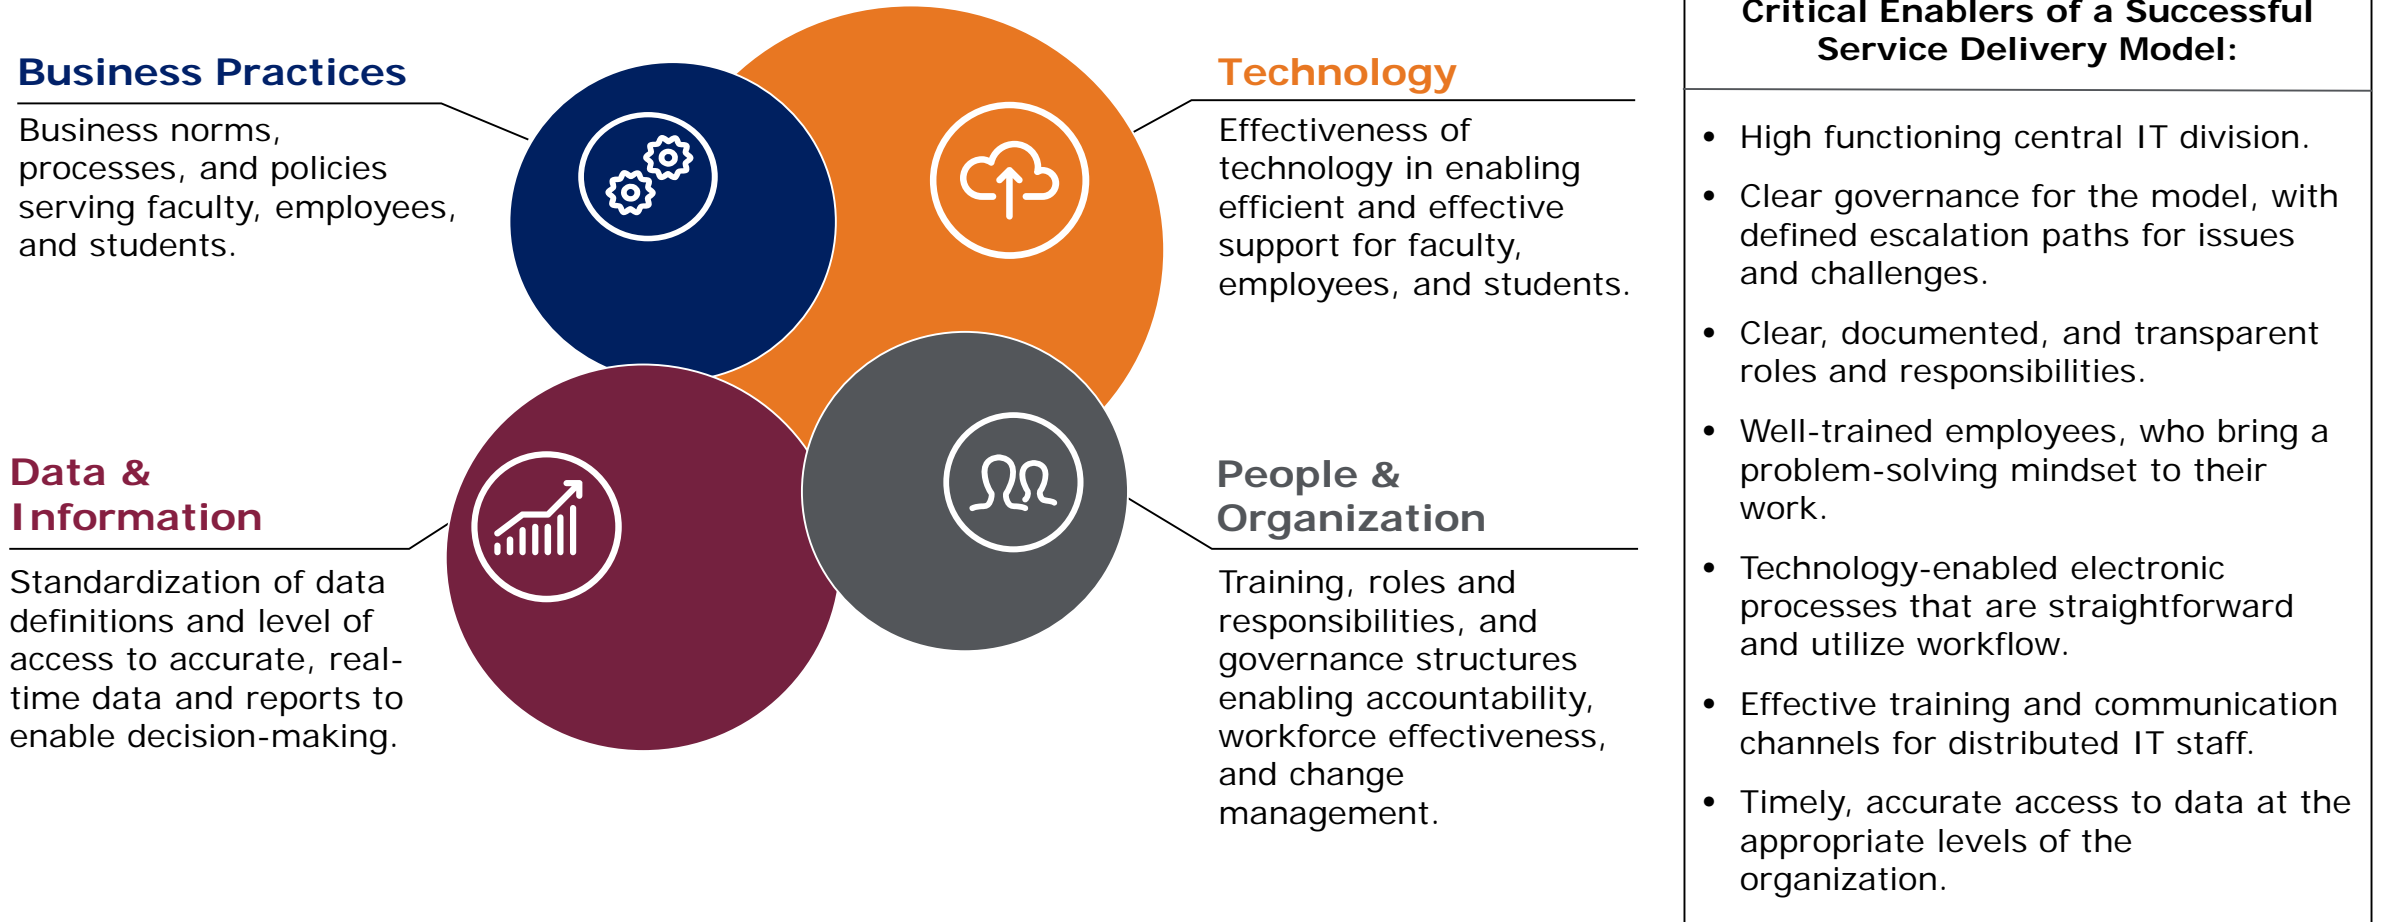 Business Practices
Business norms,
processes, and policies
serving faculty, employees,
and students.
Technology
Effectiveness of
technology in enabling
efficient and effective
support for faculty,
employees, and students.
Data &
Information
Standardization of data
definitions and level of
access to accurate, real-
time data and reports to
enable decision-making.
People &
Organization
Training, roles and
responsibilities, and
governance structures
enabling accountability,
workforce effectiveness,
and change
management.
Critical Enablers of a Successful
Service Delivery Model:
• High functioning central IT division.
• Clear governance for the model, with
defined escalation paths for issues
and challenges.
• Clear, documented, and transparent
roles and responsibilities.
• Well-trained employees, who bring a
problem-solving mindset to their
work.
• Technology-enabled electronic
processes that are straightforward
and utilize workflow.
• Effective training and communication
channels for distributed IT staff.
• Timely, accurate access to data at the
appropriate levels of the
organization.